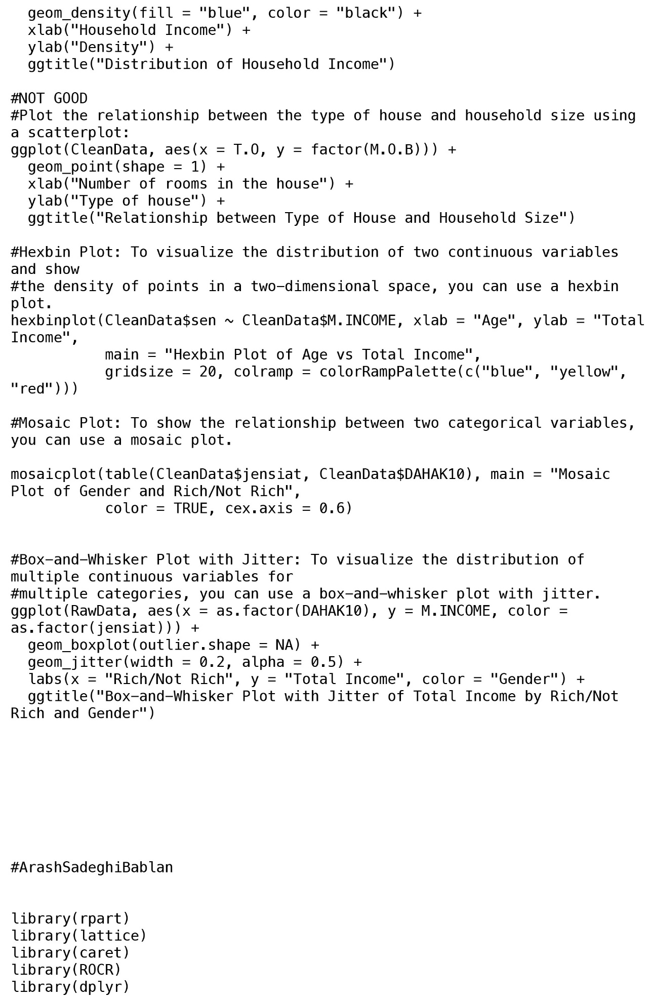 geom_density(fill = "blue", color = "black") +
  xlab("Household Income") +
  ylab("Density") +
  ggtitle("Distribution of Household Income")

#NOT GOOD
#Plot the relationship between the type of house and household size using
a scatterplot:
ggplot(CleanData, aes(x = T.O, y = factor(M.O.B))) +
  geom_point(shape = 1) +
  xlab("Number of rooms in the house") +
  ylab("Type of house") +
  ggtitle("Relationship between Type of House and Household Size")

#Hexbin Plot: To visualize the distribution of two continuous variables
and show
#the density of points in a two-dimensional space, you can use a hexbin
plot.
hexbinplot(CleanData$sen ~ CleanData$M.INCOME, xlab = "Age", ylab = "Total
Income",
           main = "Hexbin Plot of Age vs Total Income",
           gridsize = 20, colramp = colorRampPalette(c("blue", "yellow",
"red")))

#Mosaic Plot: To show the relationship between two categorical variables,
you can use a mosaic plot.

mosaicplot(table(CleanData$jensiat, CleanData$DAHAK10), main = "Mosaic
Plot of Gender and Rich/Not Rich",
           color = TRUE, cex.axis = 0.6)


#Box-and-Whisker Plot with Jitter: To visualize the distribution of
multiple continuous variables for
#multiple categories, you can use a box-and-whisker plot with jitter.
ggplot(RawData, aes(x = as.factor(DAHAK10), y = M.INCOME, color =
as.factor(jensiat))) +
  geom_boxplot(outlier.shape = NA) +
  geom_jitter(width = 0.2, alpha = 0.5) +
  labs(x = "Rich/Not Rich", y = "Total Income", color = "Gender") +
  ggtitle("Box-and-Whisker Plot with Jitter of Total Income by Rich/Not
Rich and Gender")

#ArashSadeghiBablan

library(rpart)
library(lattice)
library(caret)
library(ROCR)
library(dplyr)